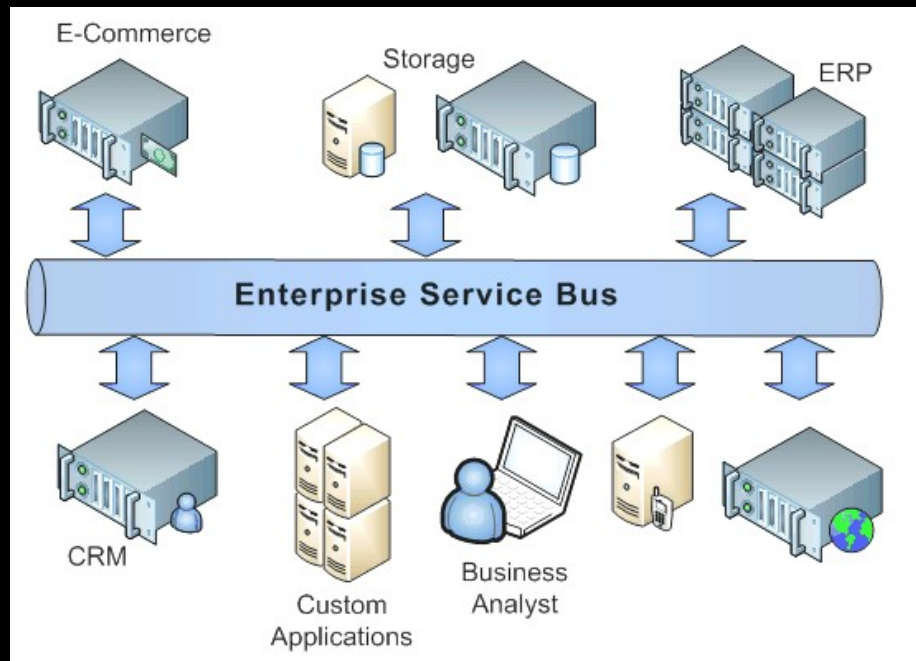 E-Commerce
Storage
ERP
Enterprise Service Bus
CRM
Custom
Applications
Business
Analyst